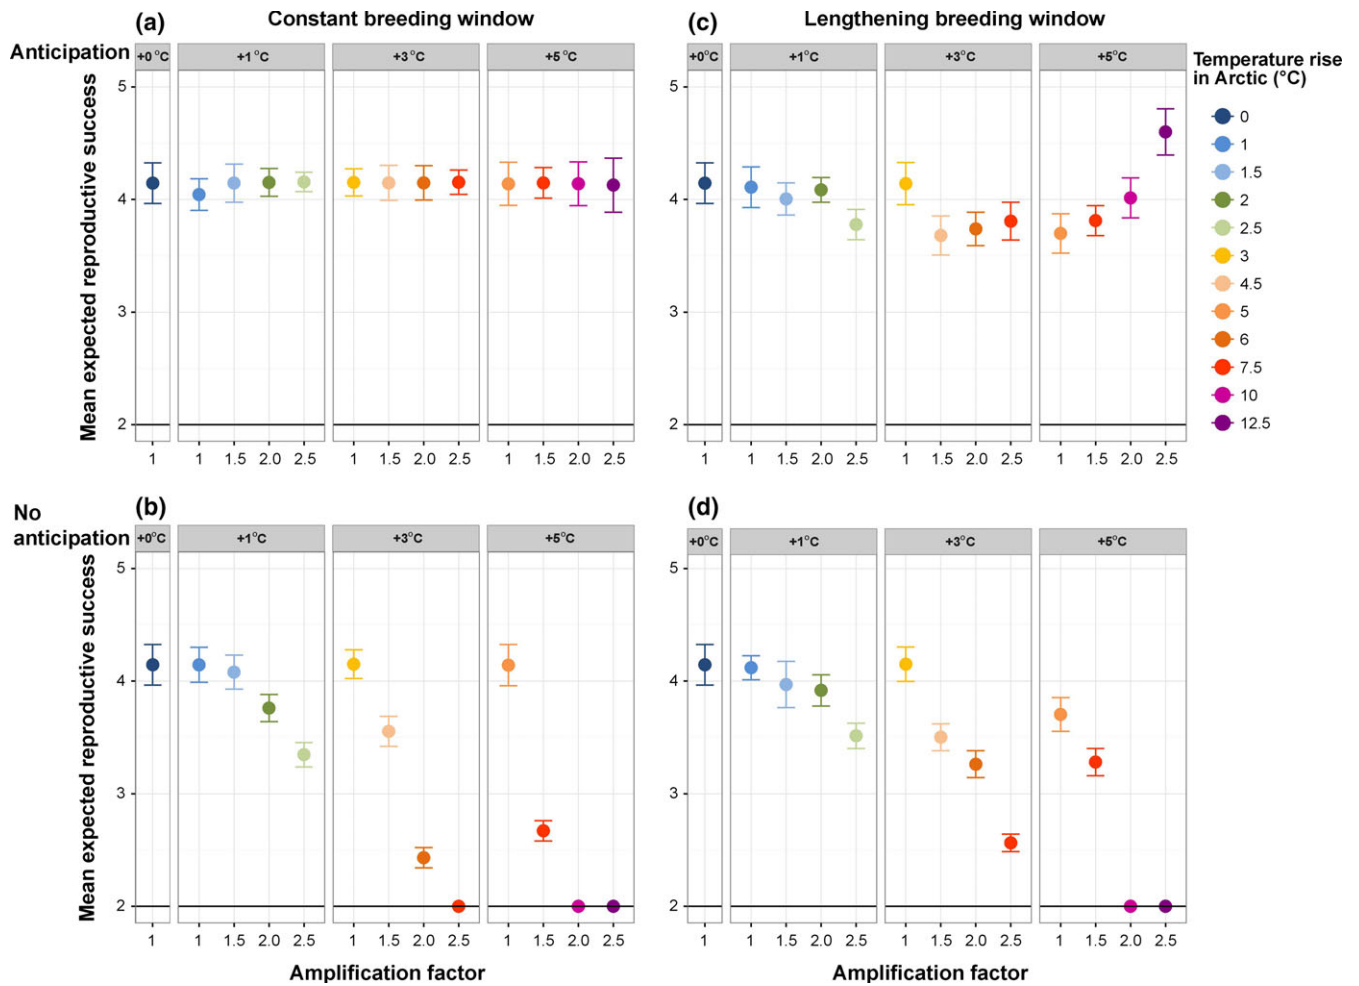 (a) Constant breeding window
Anticipation
+0 °C +1 °C +3°C +5°C
Mean expected reproductive success
5
4
3
2
1 1 1.5 2.0 2.5 1 1.5 2.0 2.5 1 1.5 2.0 2.5
(c) Lengthening breeding window
+0°C +1°C +3°C +5°C
5
4
3
2
1 1 1.5 2.0 2.5 1 1.5 2.0 2.5 1 1.5 2.0 2.5
Temperature rise
in Arctic (°C)
0
1
1.5
2
2.5
3
4.5
5
6
7.5
10
12.5
(b)
No
anticipation
+0°C +1°C +3°C +5°C
Mean expected reproductive success
5
4
3
2
1 1 1.5 2.0 2.5 1 1.5 2.0 2.5 1 1.5 2.0 2.5
Amplification factor
(d)
+0°C +1°C +3°C +5°C
5
4
3
2
1 1 1.5 2.0 2.5 1 1.5 2.0 2.5 1 1.5 2.0 2.5
Amplification factor